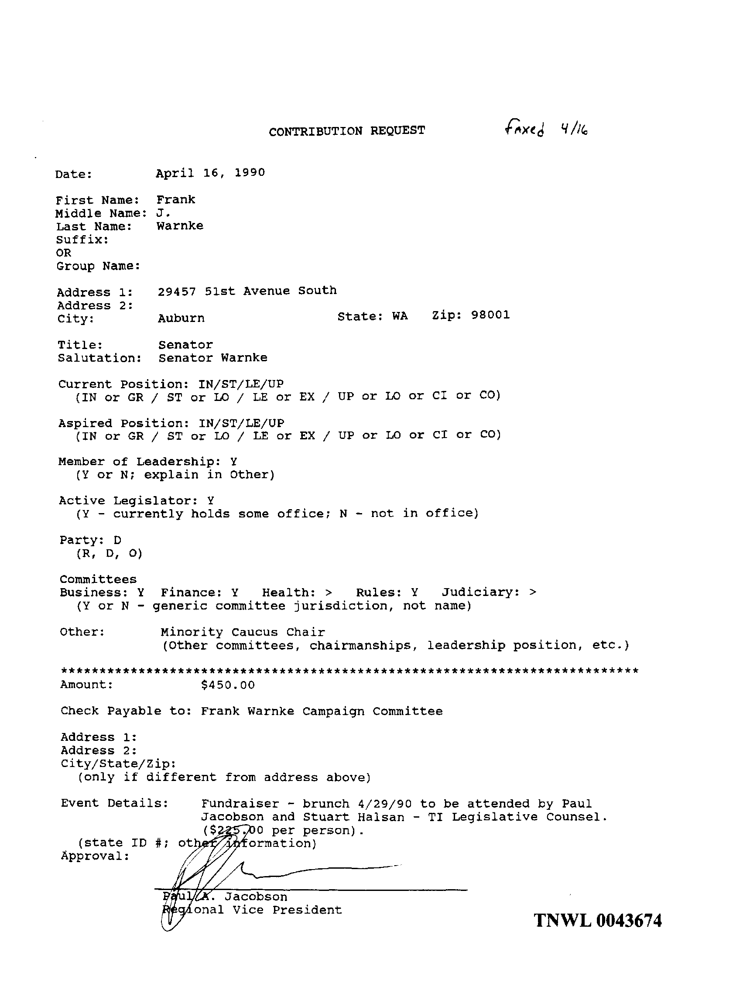 CONTRIBUTION REQUEST faxed 4/16
Date: April 16, 1990
First Name: Frank
Middle Name: J.
Last Name: Warnke
Suffix:
OR
Group Name:
Address 1: 29457 51st Avenue South
Address 2:
City: Auburn State: WA Zip: 98001
Title: Senator
Salutation: Senator Warnke
Current Position: IN/ST/LE/UP
(IN or GR / ST or LO / LE or EX / UP or LO or CI or CO)
Aspired Position: IN/ST/LE/UP
(IN or GR / ST or LO / LE or EX / UP or LO or CI or CO)
Member of Leadership: Y
(Y or N; explain in Other)
Active Legislator: Y
(Y - currently holds some office; N - not in office)
Party: D
(R, D, O)
Committees
Business: Y Finance: Y Health: > Rules: Y Judiciary: >
(Y or N - generic committee jurisdiction, not name)
Other: Minority Caucus Chair
(Other committees, chairmanships, leadership position, etc.)
****************************************************************************
Amount: $450.00
Check Payable to: Frank Warnke Campaign Committee
Address 1:
Address 2:
City/State/Zip:
(only if different from address above)
Event Details: Fundraiser - brunch 4/29/90 to be attended by Paul
Jacobson and Stuart Halsan - TI Legislative Counsel.
($225.00 per person).
(state ID #; other information)
Approval:
Paul A. Jacobson
Regional Vice President
TNWL 0043674